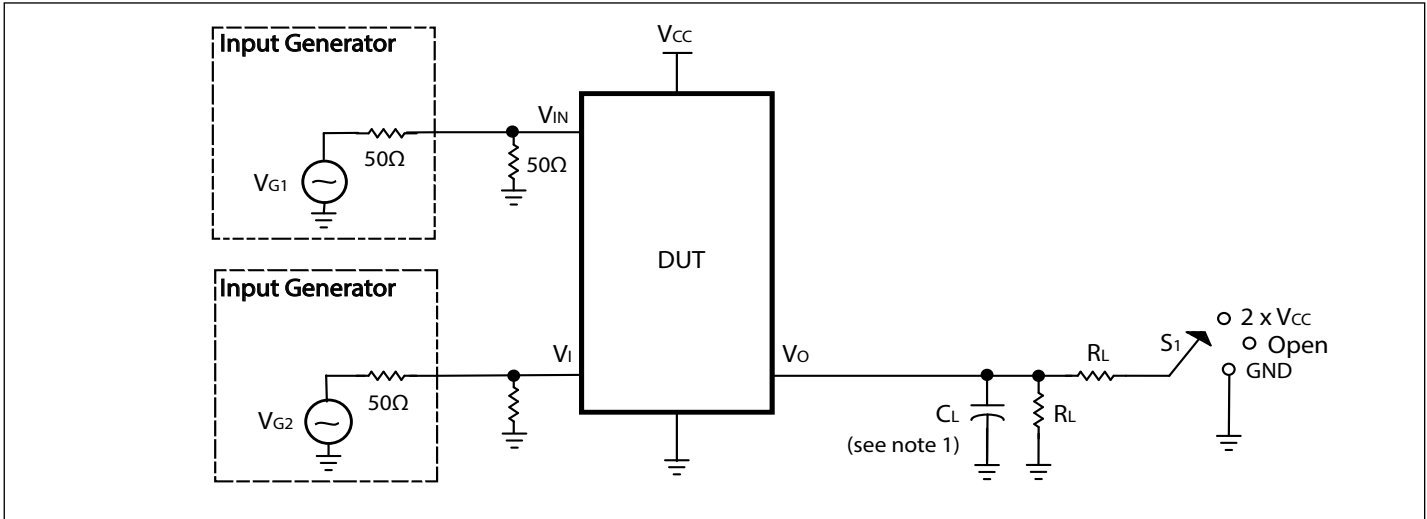 Input Generator
VCC
VIN
50Ω
50Ω
VG1
DUT
Input Generator
2 x VCC
S1
Open
VI
VO
RL
GND
50Ω
VG2
CL
RL
(see note 1)